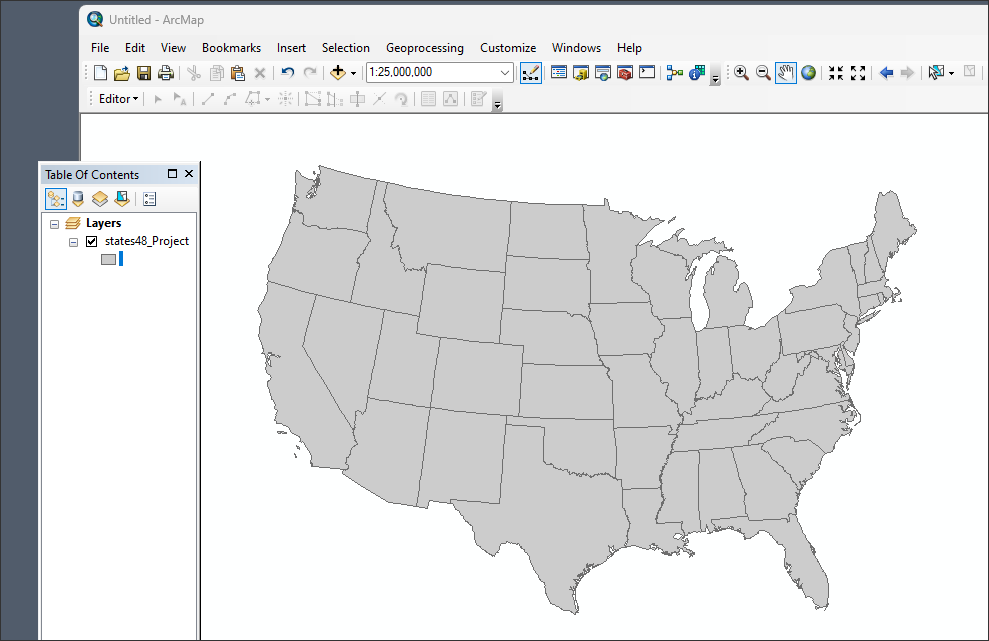 Untitled - ArcMap
File Edit View Bookmarks Insert Selection Geoprocessing Customize Windows Help
1:25,000,000
Editor
Table Of Contents
Layers
states48_Project